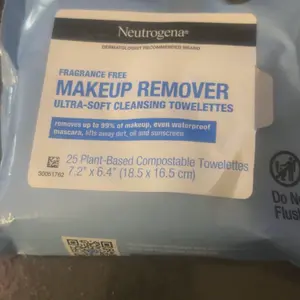 Neutrogena®
DERMATOLOGIST RECOMMENDED BRAND
FRAGRANCE FREE
MAKEUP REMOVER
ULTRA-SOFT CLEANSING TOWELETTES
removes up to 99% of makeup, even waterproof
mascara, lifts away dirt, oil and sunscreen
25 Plant-Based Compostable Towelettes
7.2" x 6.4" (18.5 x 16.5 cm)
Do No
Flus